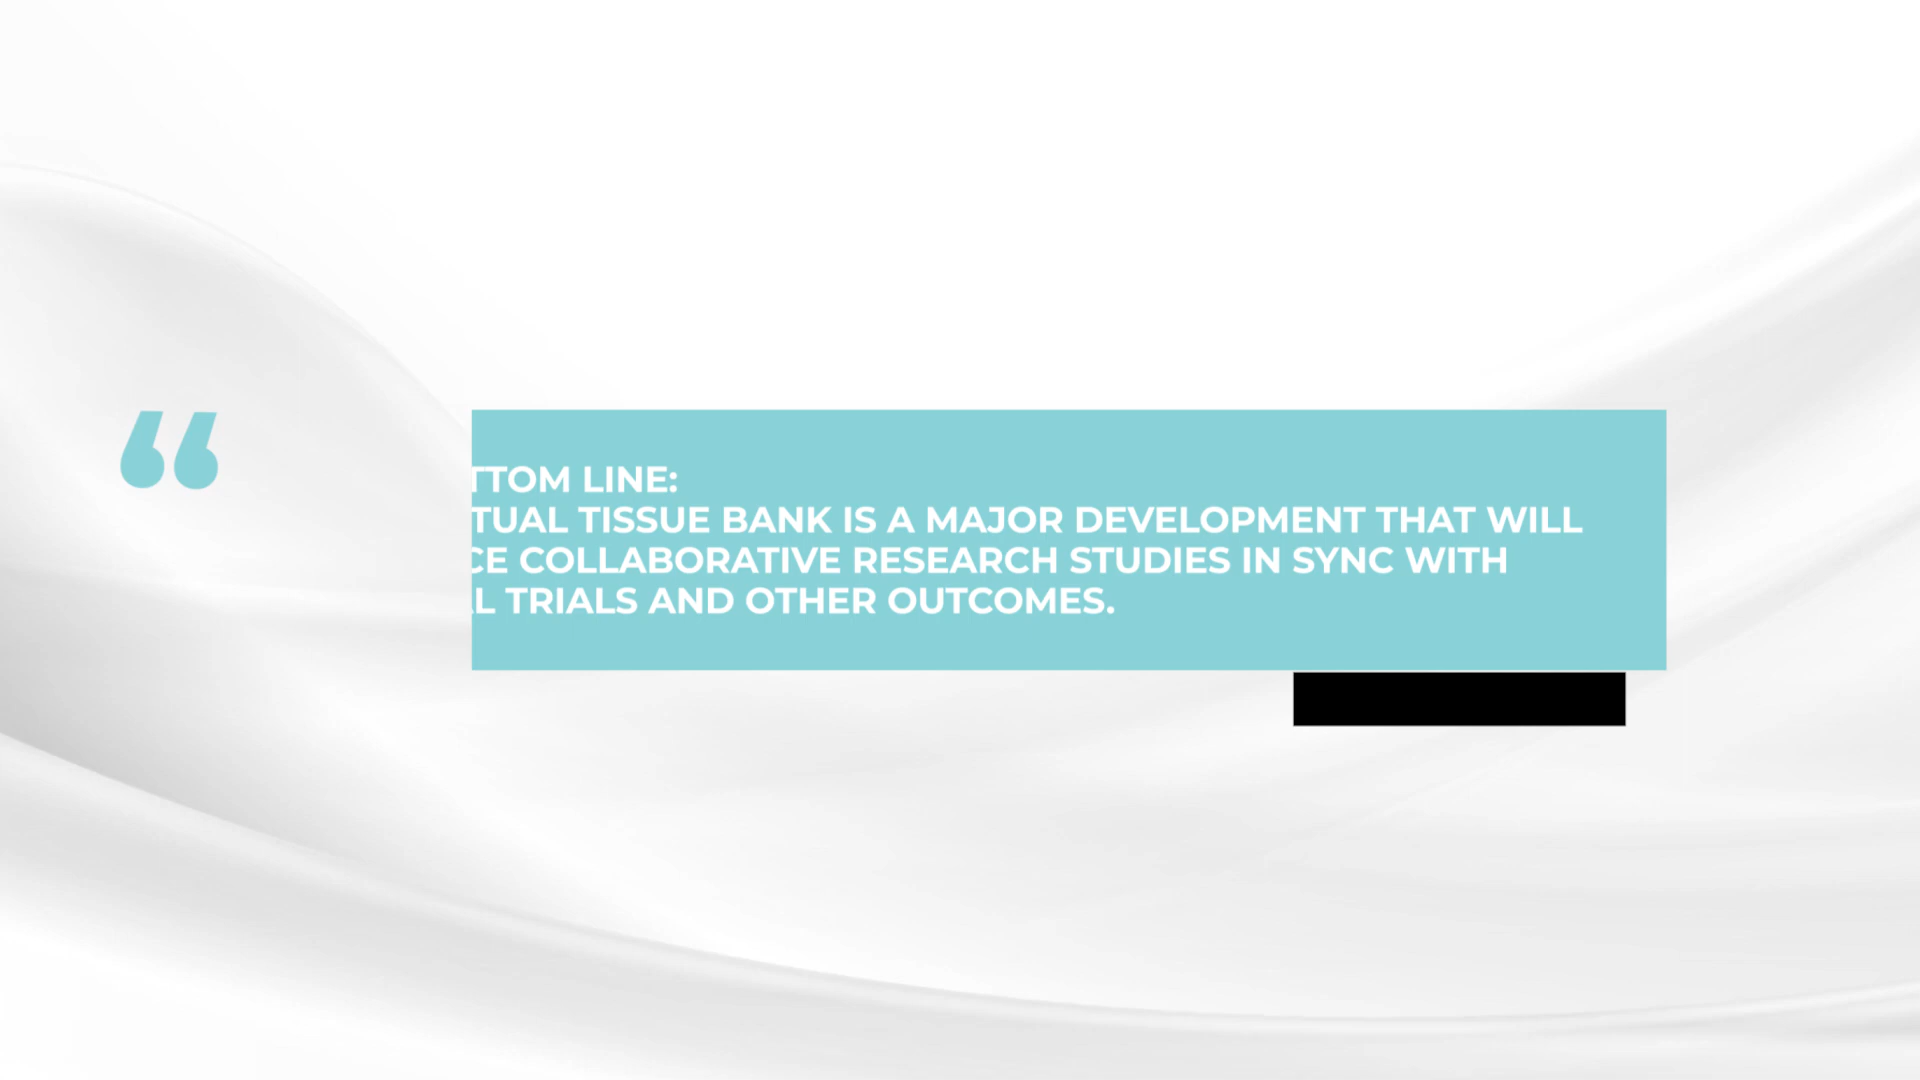 “
TTOM LINE:
TUAL TISSUE BANK IS A MAJOR DEVELOPMENT THAT WILL
CE COLLABORATIVE RESEARCH STUDIES IN SYNC WITH
L TRIALS AND OTHER OUTCOMES.